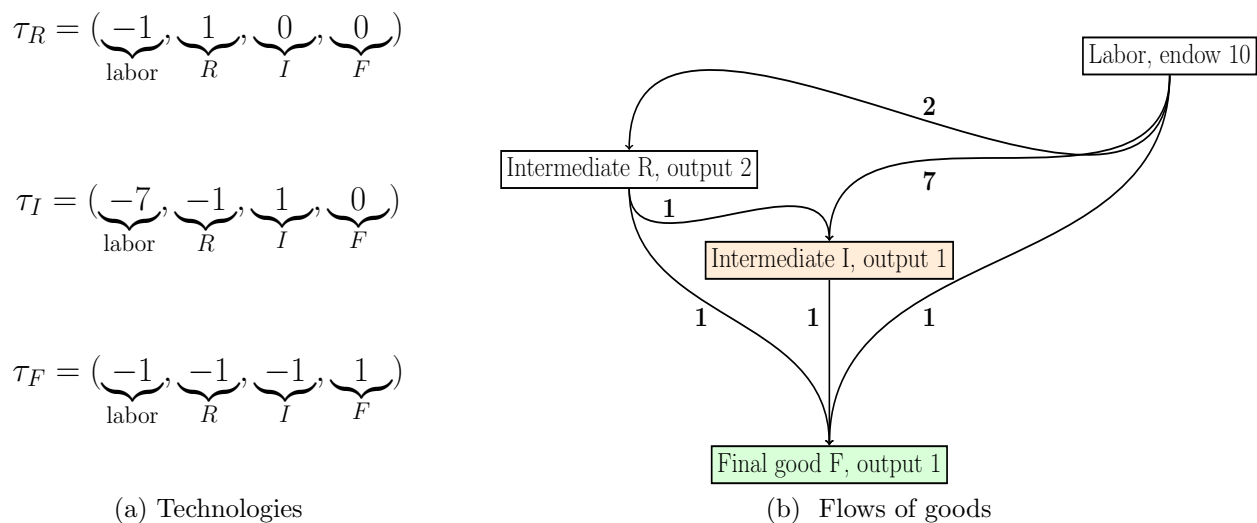 τ_R = (−1, 1, 0, 0)
labor R I F
τ_I = (−7, −1, 1, 0)
labor R I F
τ_F = (−1, −1, −1, 1)
labor R I F
(a) Technologies
Labor, endow 10
2
Intermediate R, output 2
7
1
Intermediate I, output 1
1
1
1
Final good F, output 1
(b) Flows of goods